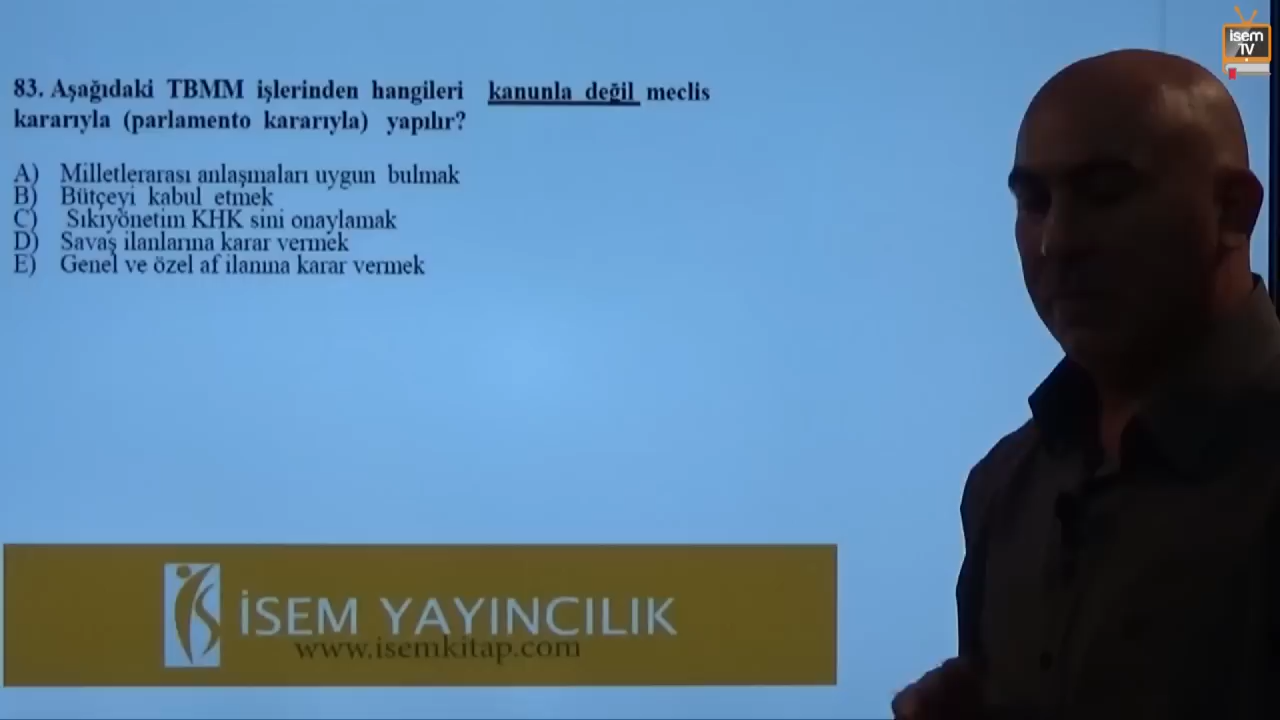 isem
TV
83. Aşağıdaki TBMM işlerinden hangileri kanunla değil meclis
kararıyla (parlamento kararıyla) yapılır?
A) Milletlerarası anlaşmaları uygun bulmak
B) Bütçeyi kabul etmek
C) Sıkıyönetim KHK sini onaylamak
D) Savaş ilanlarına karar vermek
E) Genel ve özel af ilanına karar vermek
İSEM YAYINCILIK
www.isemkitap.com